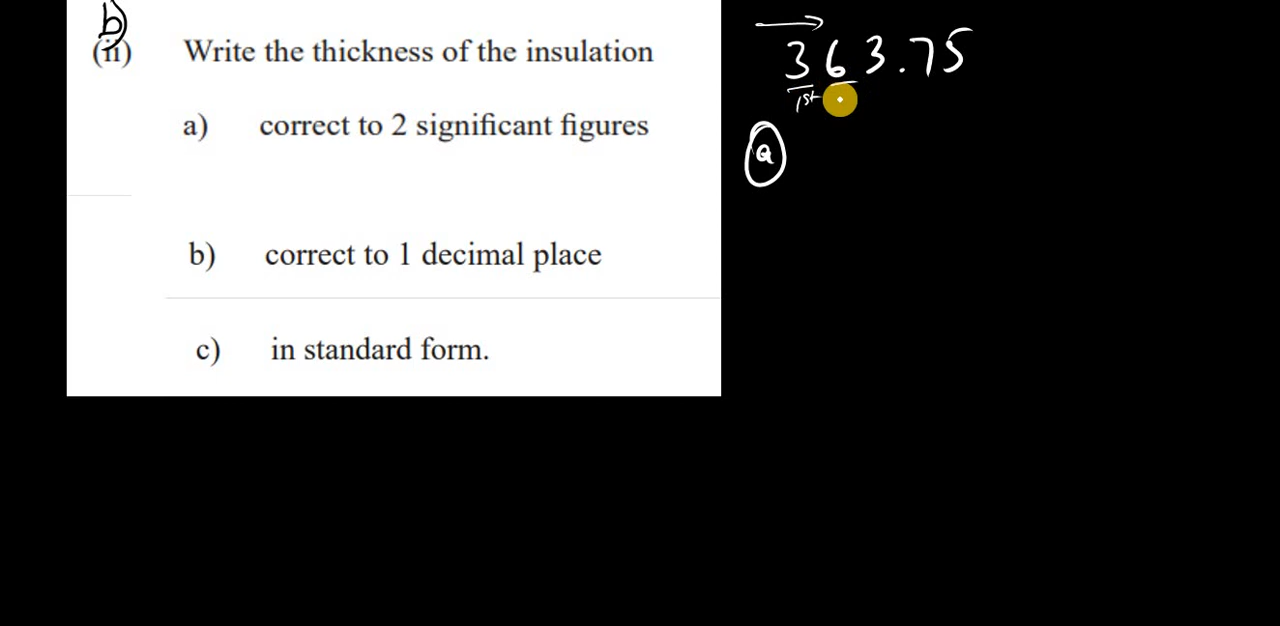 b)
(ii) Write the thickness of the insulation
a) correct to 2 significant figures
b) correct to 1 decimal place
c) in standard form.
363.75
1st
a